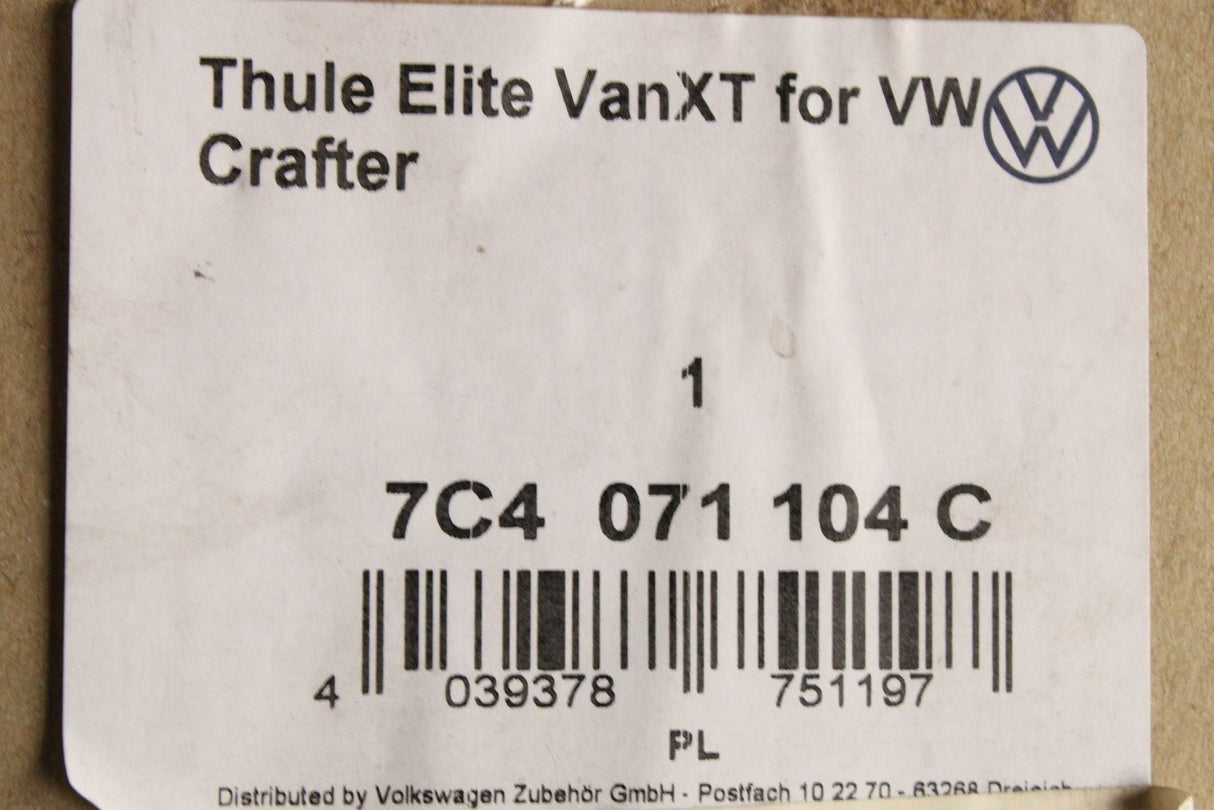 Thule Elite VanXT for VW
Crafter
1
7C4 071 104 C
4 039378 751197
PL
Distributed by Volkswagen Zubehör GmbH - Postfach 10 22 70 - 63268